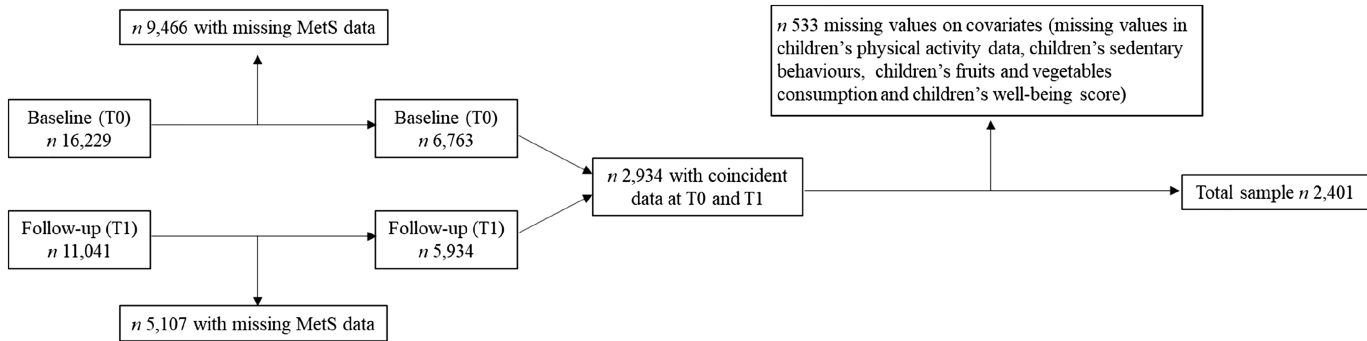 n 9,466 with missing MetS data
n 533 missing values on covariates (missing values in
children's physical activity data, children's sedentary
behaviours, children's fruits and vegetables
consumption and children's well-being score)
Baseline (T0)
n 16,229
Baseline (T0)
n 6,763
n 2,934 with coincident
data at T0 and T1
Total sample n 2,401
Follow-up (T1)
n 11,041
Follow-up (T1)
n 5,934
n 5,107 with missing MetS data